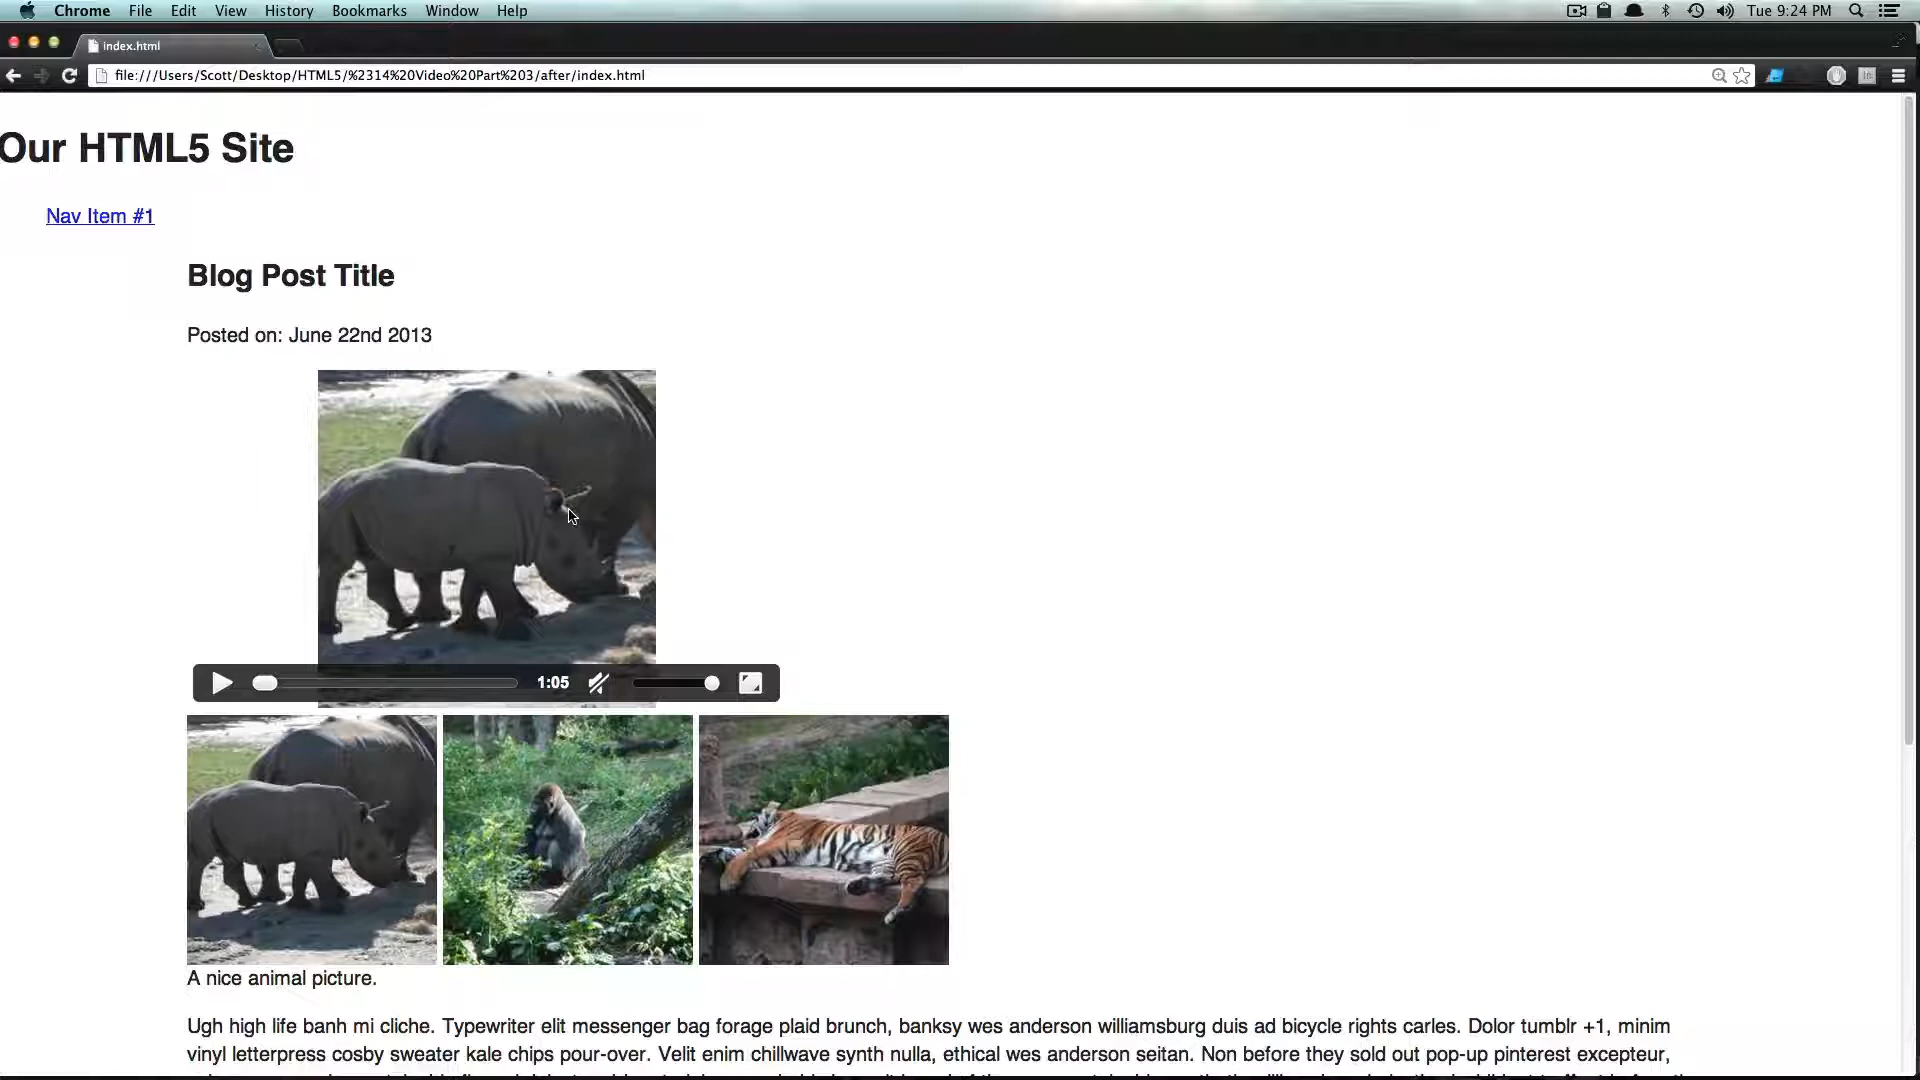 Chrome File Edit View History Bookmarks Window Help Tue 9:24 PM
index.html
file:///Users/Scott/Desktop/HTML5/%2314%20Video%20Part%203/after/index.html
Our HTML5 Site
Nav Item #1
Blog Post Title
Posted on: June 22nd 2013
1:05
A nice animal picture.
Ugh high life banh mi cliche. Typewriter elit messenger bag forage plaid brunch, banksy wes anderson williamsburg duis ad bicycle rights carles. Dolor tumblr +1, minim
vinyl letterpress cosby sweater kale chips pour-over. Velit enim chillwave synth nulla, ethical wes anderson seitan. Non before they sold out pop-up pinterest excepteur,